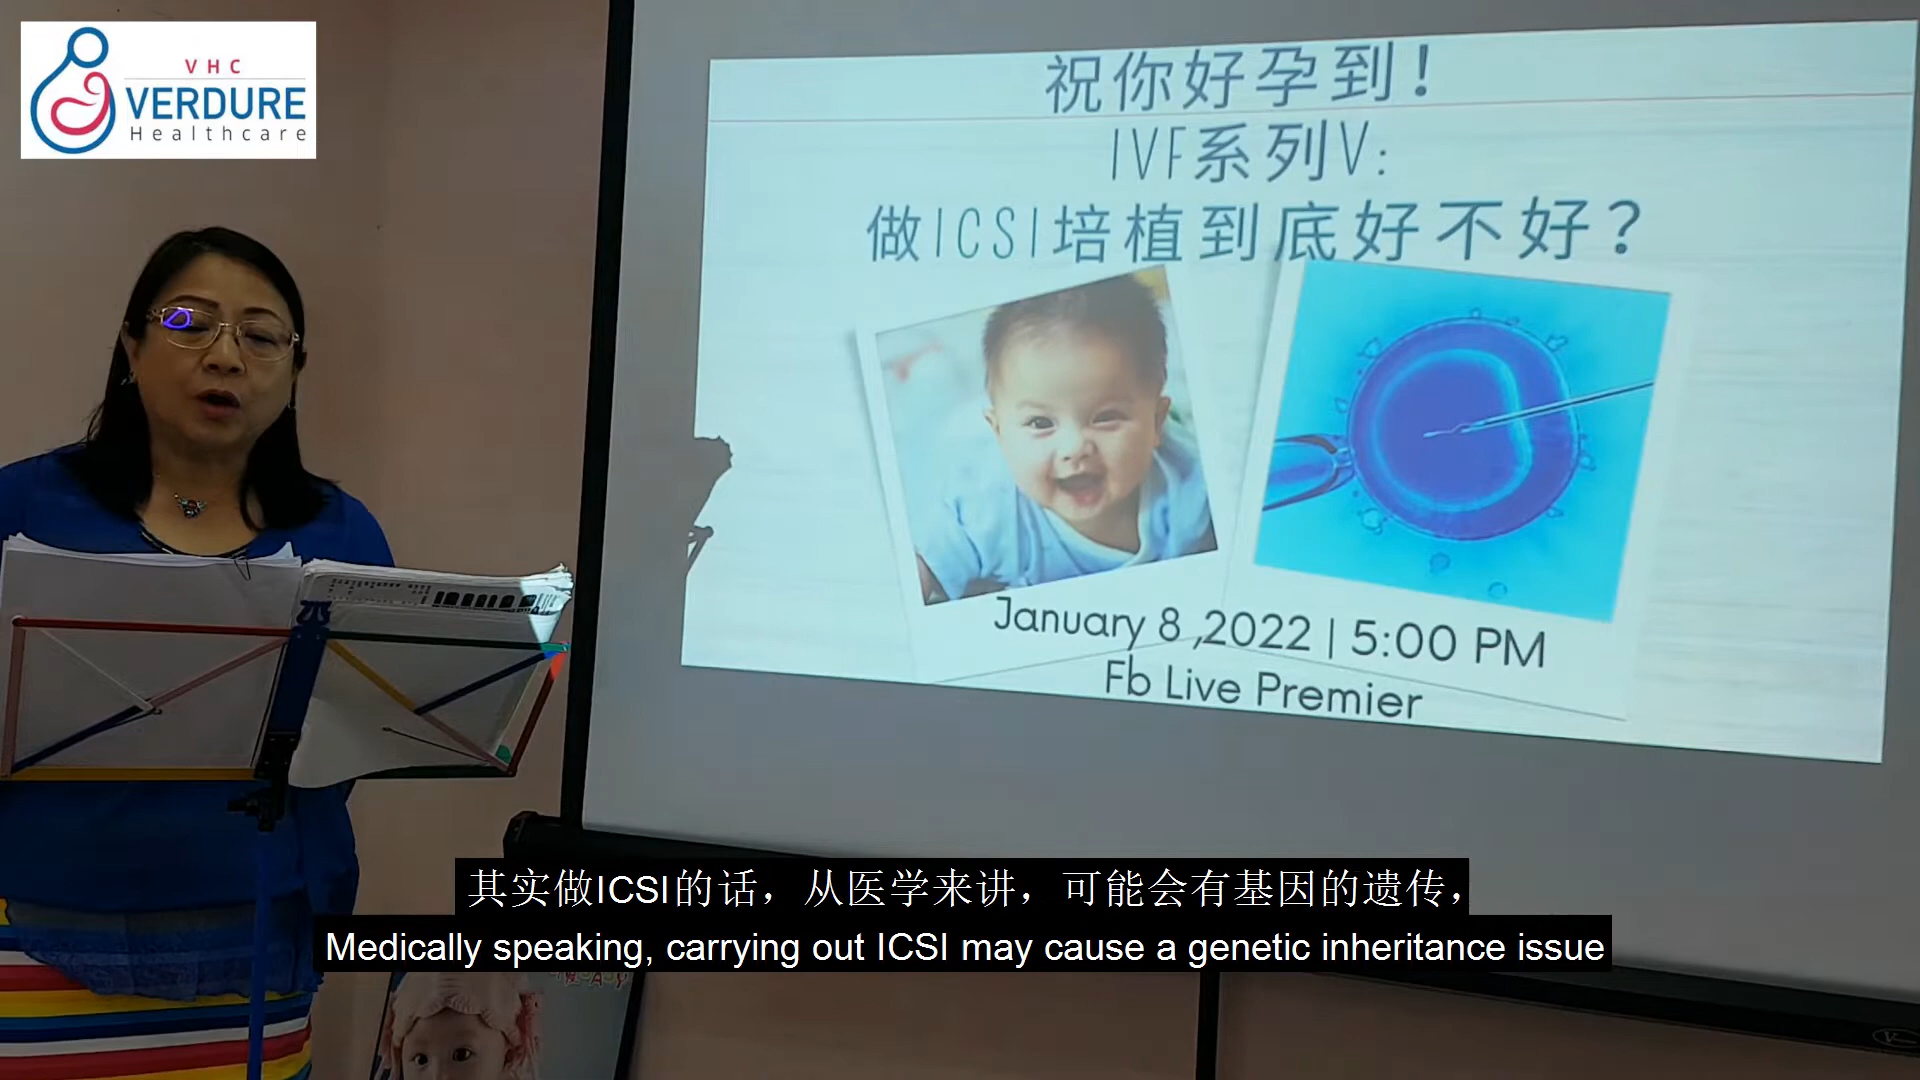 VHC
VERDURE
Healthcare
祝你好孕到！
IVF系列V：
做ICSI培植到底好不好？
January 8 ,2022 | 5:00 PM
Fb Live Premier
其实做ICSI的话，从医学来讲，可能会有基因的遗传，
Medically speaking, carrying out ICSI may cause a genetic inheritance issue